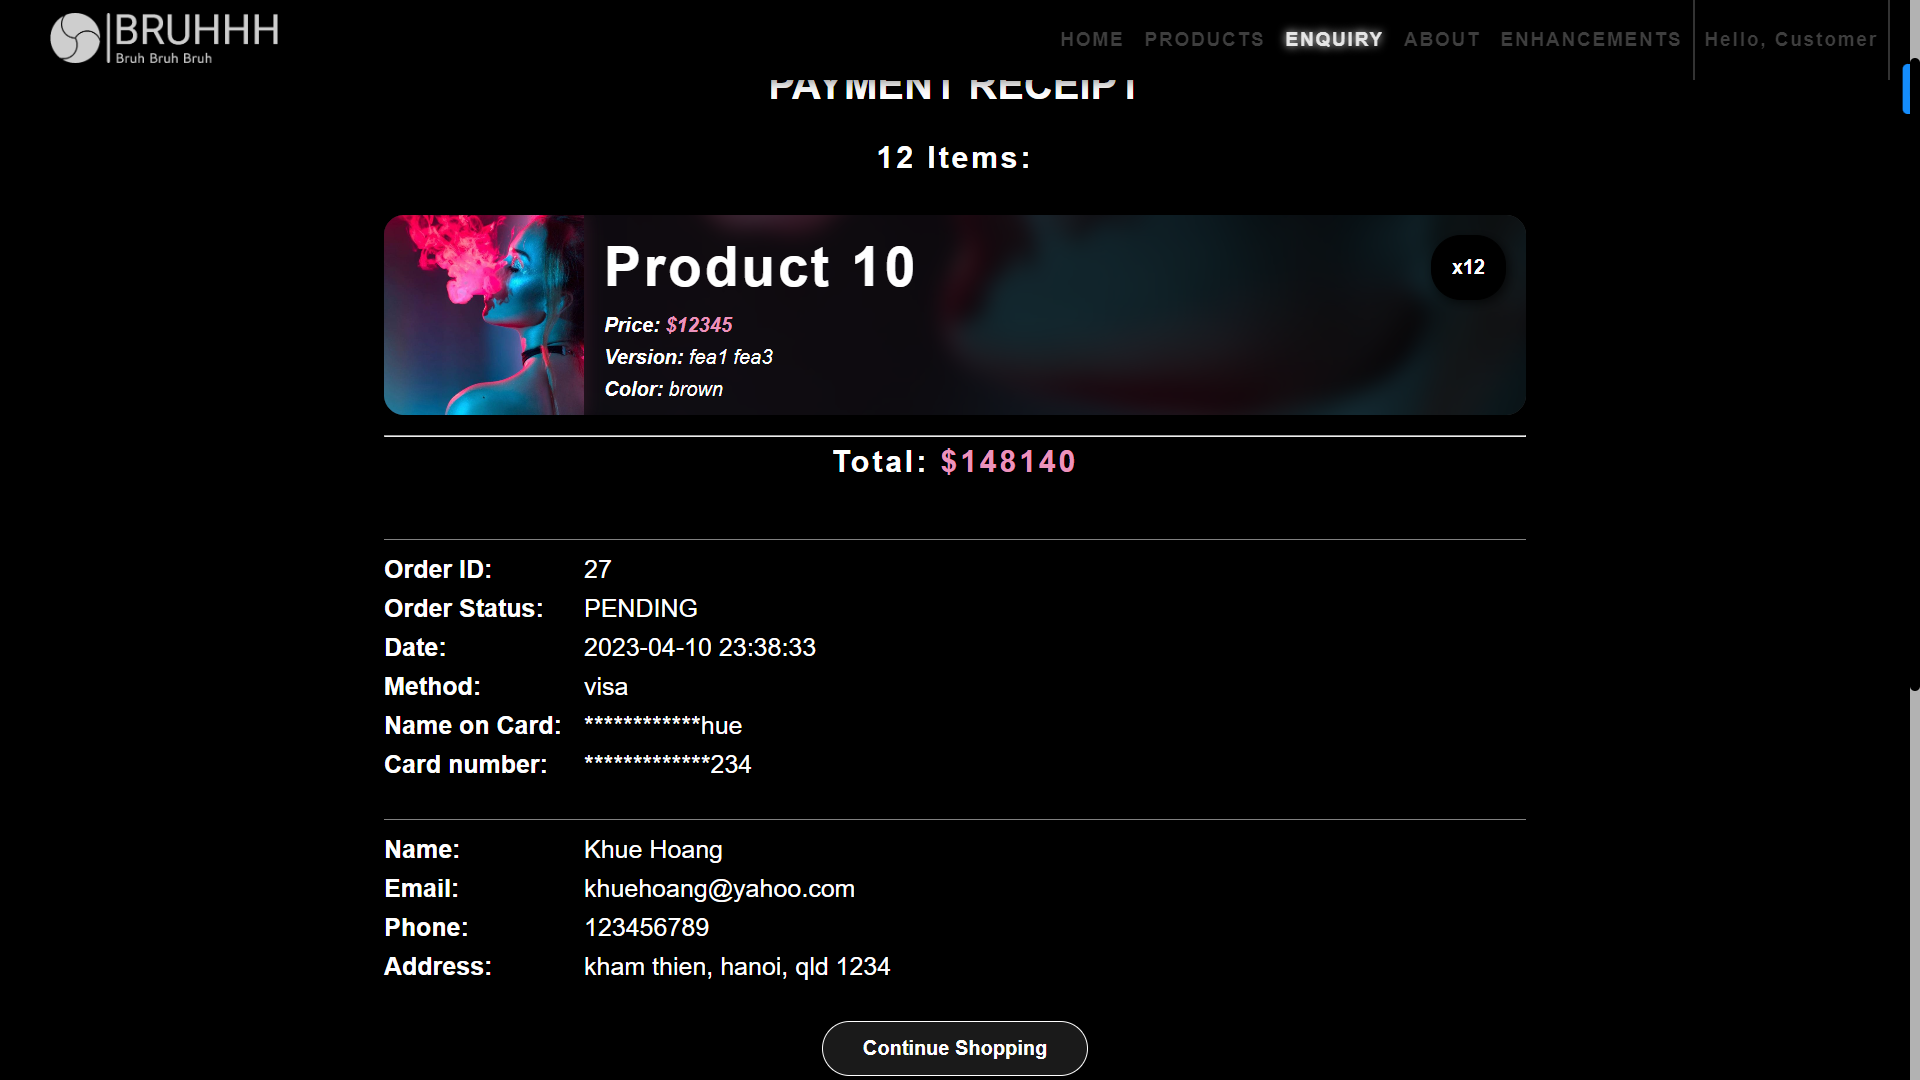 BRUHHH
Bruh Bruh Bruh
HOME PRODUCTS ENQUIRY ABOUT ENHANCEMENTS Hello, Customer
PAYMENT RECEIPT
12 Items:
Product 10
x12
Price: $12345
Version: fea1 fea3
Color: brown
Total: $148140
Order ID: 27
Order Status: PENDING
Date: 2023-04-10 23:38:33
Method: visa
Name on Card: ************hue
Card number: *************234
Name: Khue Hoang
Email: khuehoang@yahoo.com
Phone: 123456789
Address: kham thien, hanoi, qld 1234
Continue Shopping